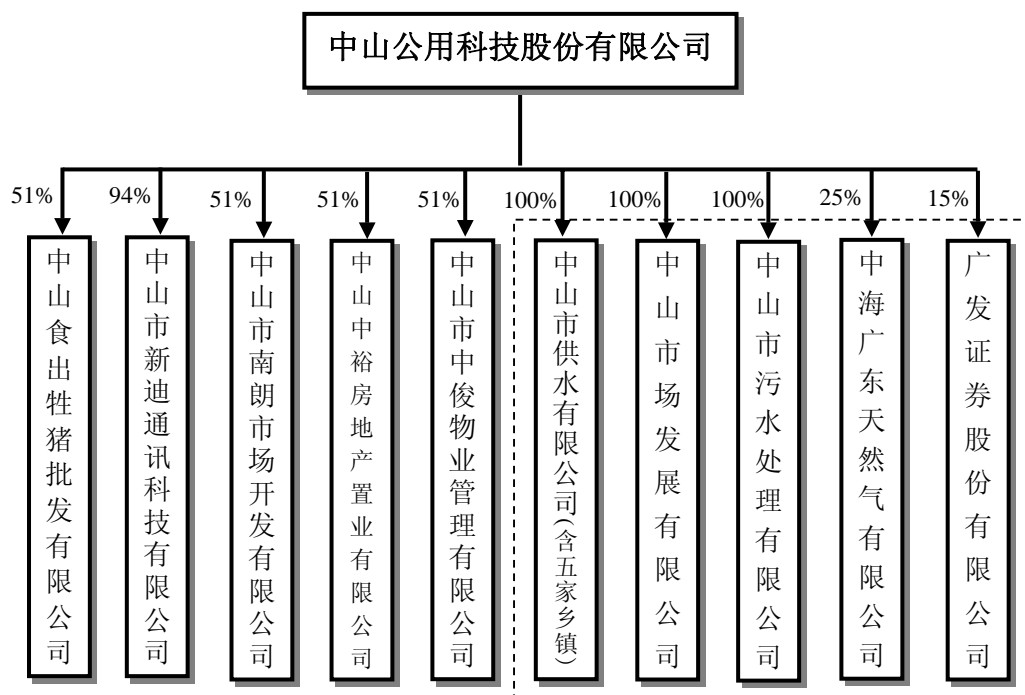 中山公用科技股份有限公司
51%
94%
51%
51%
51%
100%
100%
100%
25%
15%
中山食出牲猪批发有限公司
中山市新迪通讯科技有限公司
中山市南朗市场开发有限公司
中山中裕房地产置业有限公司
中山市中俊物业管理有限公司
中山市供水有限公司(含五家乡镇)
中山市场发展有限公司
中山市污水处理有限公司
中海广东天然气有限公司
广发证券股份有限公司